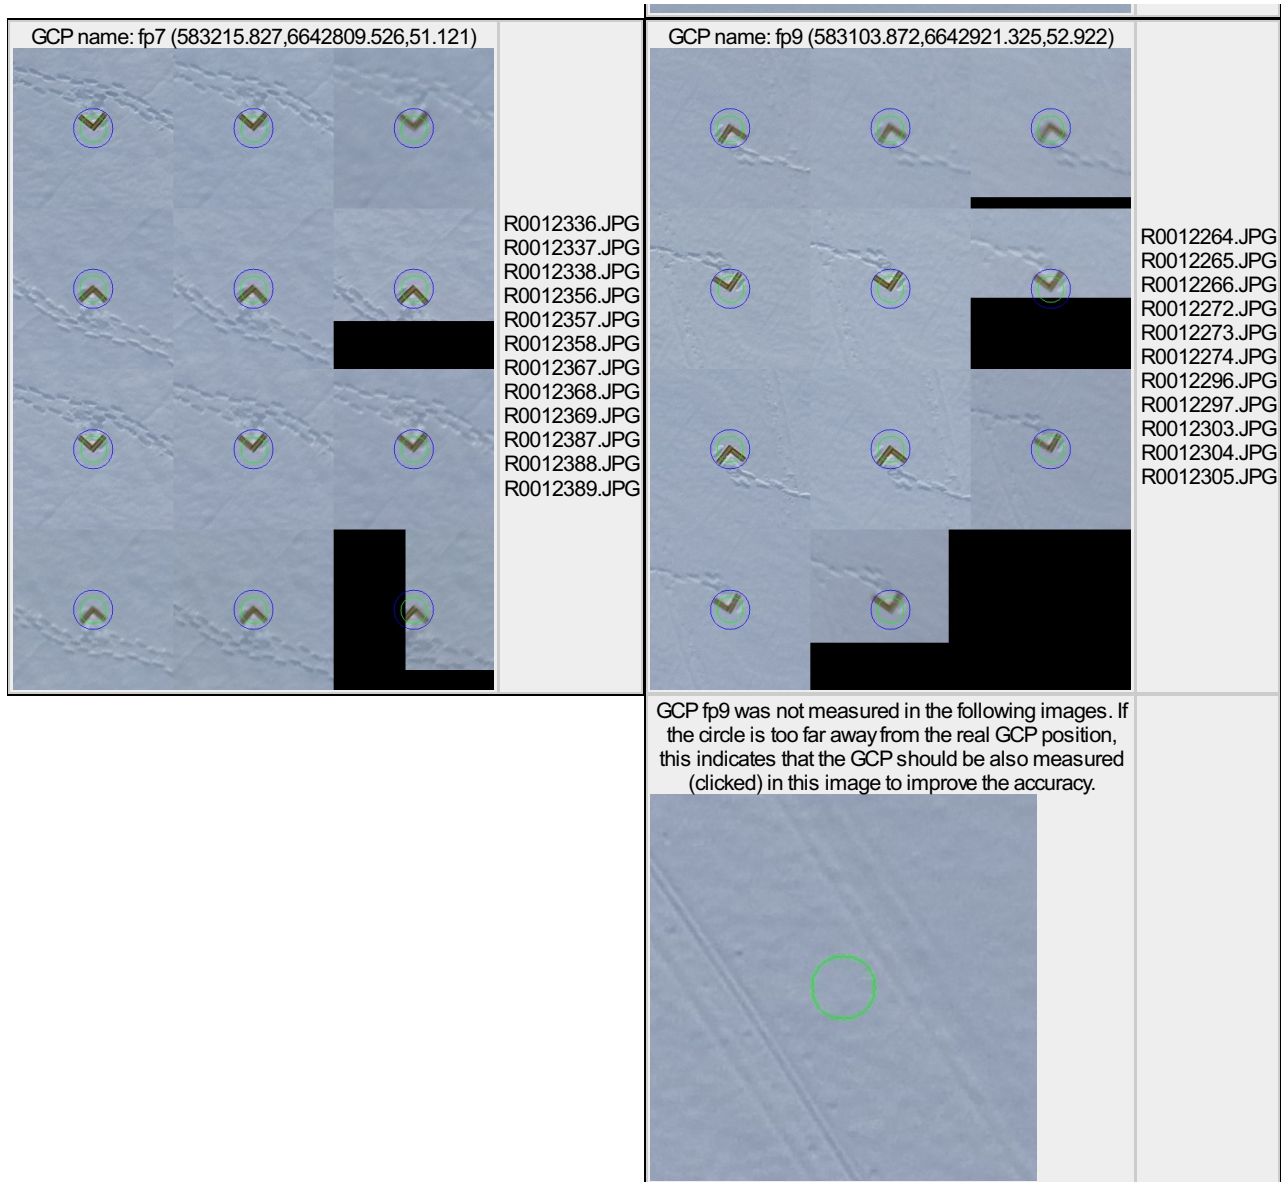 GCP name: fp7 (583215.827,6642809.526,51.121)
R0012336.JPG
R0012337.JPG
R0012338.JPG
R0012356.JPG
R0012357.JPG
R0012358.JPG
R0012367.JPG
R0012368.JPG
R0012369.JPG
R0012387.JPG
R0012388.JPG
R0012389.JPG
GCP name: fp9 (583103.872,6642921.325,52.922)
R0012264.JPG
R0012265.JPG
R0012266.JPG
R0012272.JPG
R0012273.JPG
R0012274.JPG
R0012296.JPG
R0012297.JPG
R0012303.JPG
R0012304.JPG
R0012305.JPG
GCP fp9 was not measured in the following images. If
the circle is too far away from the real GCP position,
this indicates that the GCP should be also measured
(clicked) in this image to improve the accuracy.